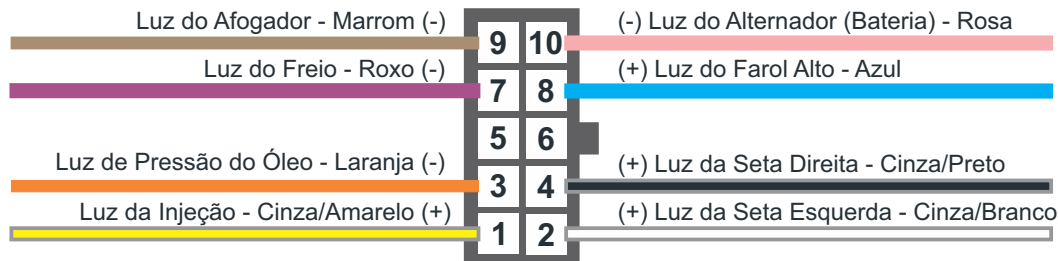 Luz do Afogador - Marrom (-)
9 10
(-) Luz do Alternador (Bateria) - Rosa
Luz do Freio - Roxo (-)
7 8
(+) Luz do Farol Alto - Azul
5 6
Luz de Pressão do Óleo - Laranja (-)
3 4
(+) Luz da Seta Direita - Cinza/Preto
Luz da Injeção - Cinza/Amarelo (+)
1 2
(+) Luz da Seta Esquerda - Cinza/Branco